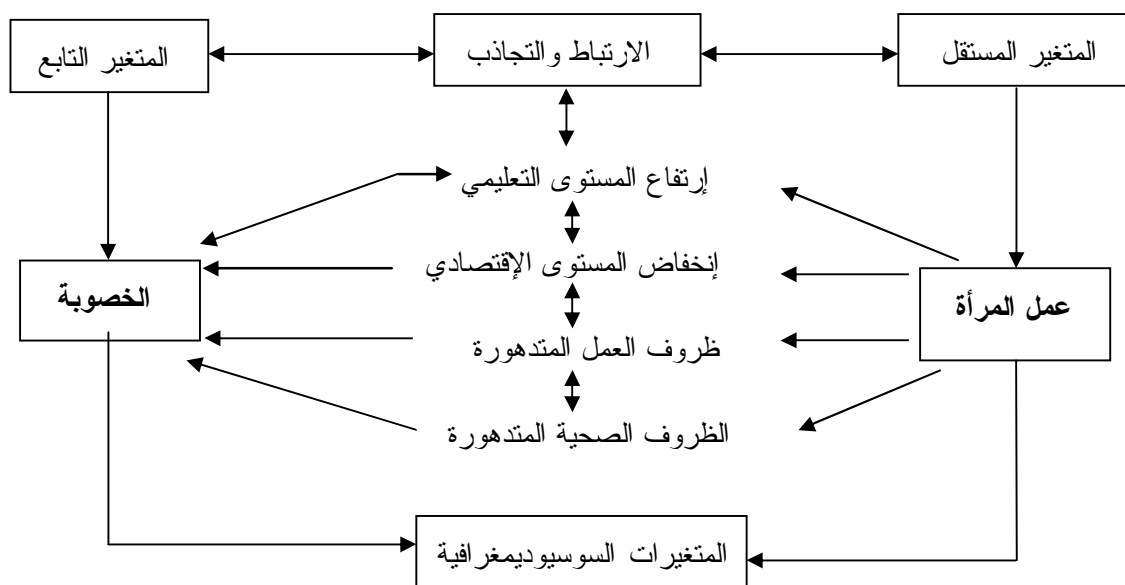 المتغير المستقل
الارتباط والتجاذب
المتغير التابع
إرتفاع المستوى التعليمي
إنخفاض المستوى الإقتصادي
عمل المرأة
الخصوبة
ظروف العمل المتدهورة
الظروف الصحية المتدهورة
المتغيرات السوسيوديمغرافية